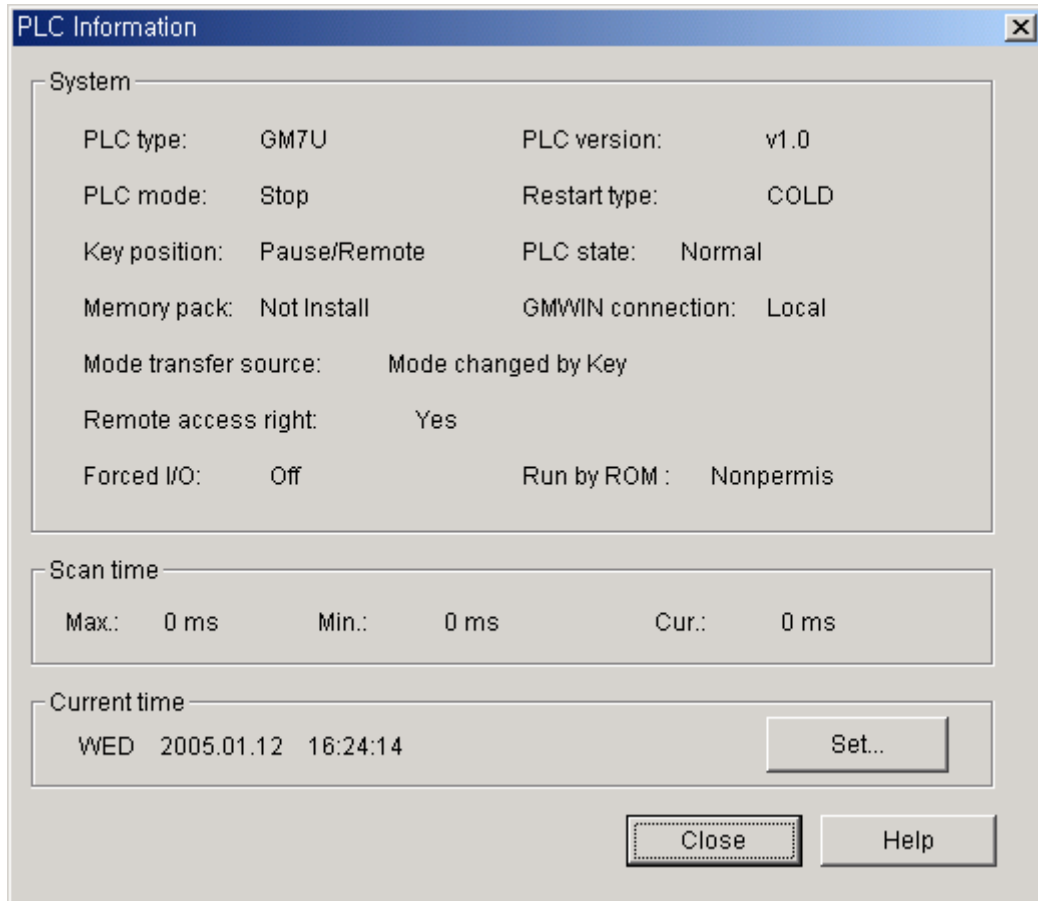 PLC Information
System
PLC type: GM7U PLC version: v1.0
PLC mode: Stop Restart type: COLD
Key position: Pause/Remote PLC state: Normal
Memory pack: Not Install GMWIN connection: Local
Mode transfer source: Mode changed by Key
Remote access right: Yes
Forced I/O: Off Run by ROM : Nonpermis
Scan time
Max.: 0 ms Min.: 0 ms Cur.: 0 ms
Current time
WED 2005.01.12 16:24:14 Set...
Close Help